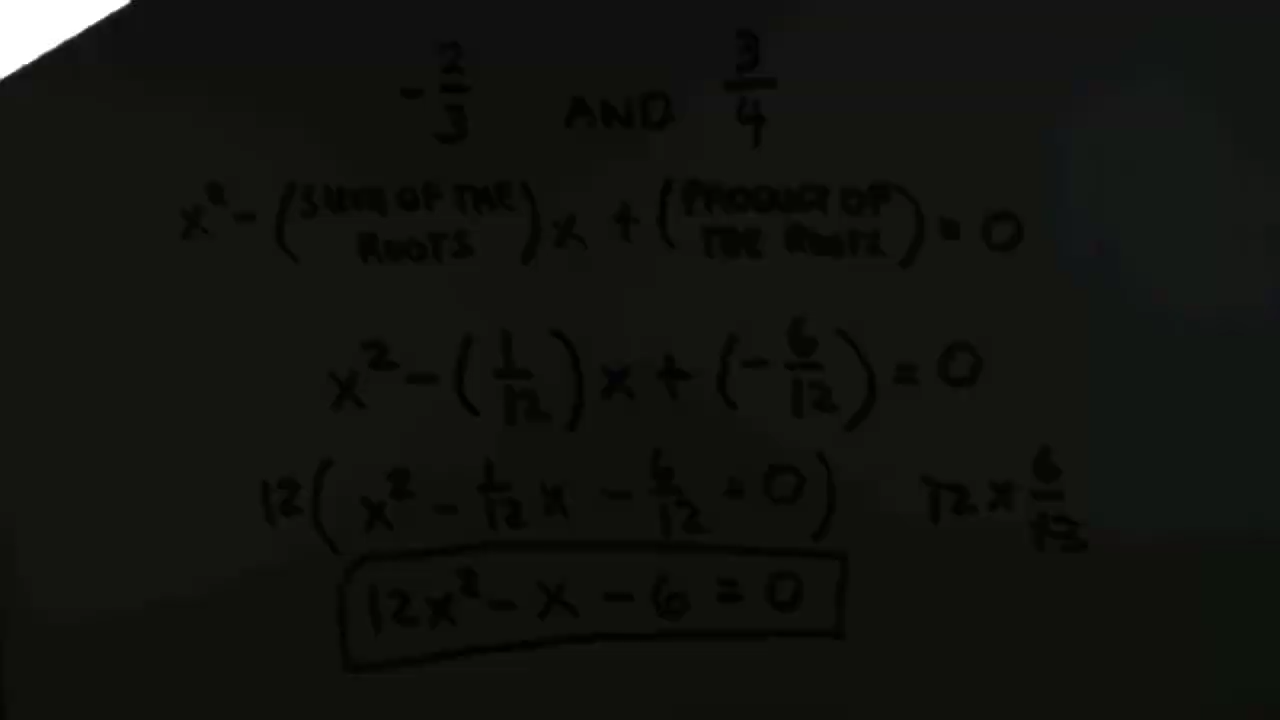 -2/3 AND 3/4
x² - (SUM OF THE ROOTS)x + (PRODUCT OF THE ROOTS) = 0
x² - (1/12)x + (-6/12) = 0
12(x² - 1/12 x - 6/12 = 0) 12 x 6/12
12x² - x - 6 = 0